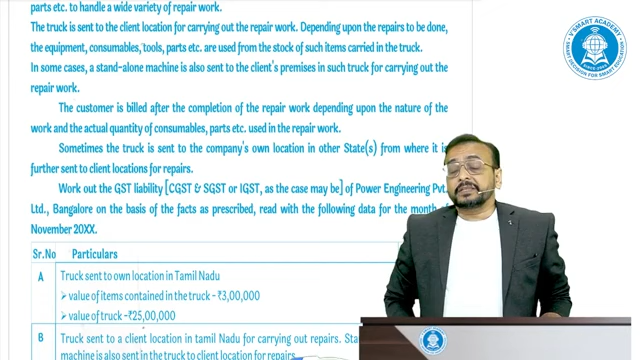 parts etc. to handle a wide variety of repair work.
The truck is sent to the client location for carrying out the repair work. Depending upon the repairs to be done,
the equipment, consumables, tools, parts etc. are used from the stock of such items carried in the truck.
In some cases, a stand-alone machine is also sent to the client's premises in such truck for carrying out the
repair work.
The customer is billed after the completion of the repair work depending upon the nature of the
work and the actual quantity of consumables, parts etc. used in the repair work.
Sometimes the truck is sent to the company's own location in other State(s) from where it is
further sent to client locations for repairs.
Work out the GST liability [CGST & SGST or IGST, as the case may be] of Power Engineering Pvt.
Ltd., Bangalore on the basis of the facts as prescribed, read with the following data for the month of
November 20XX.
Sr.No Particulars
A Truck sent to own location in Tamil Nadu
➢ value of items contained in the truck - ₹3,00,000
➢ value of truck -₹25,00,000
B Truck sent to a client location in tamil Nadu for carrying out repairs.
machine is also sent in the truck to client location for repairs.
V SMART ACADEMY
SMART DECISION FOR SMART EDUCATION